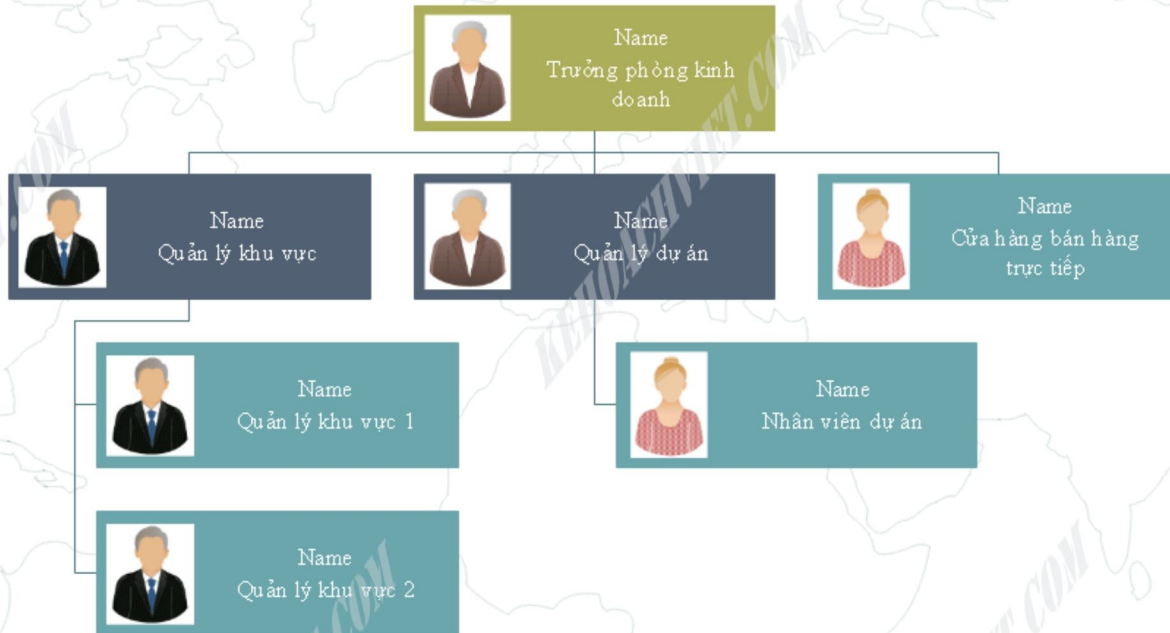 Name
Trưởng phòng kinh
doanh
Name
Quản lý khu vực
Name
Quản lý dự án
Name
Cửa hàng bán hàng
trực tiếp
Name
Quản lý khu vực 1
Name
Nhân viên dự án
Name
Quản lý khu vực 2
KEHOACHVIET.COM